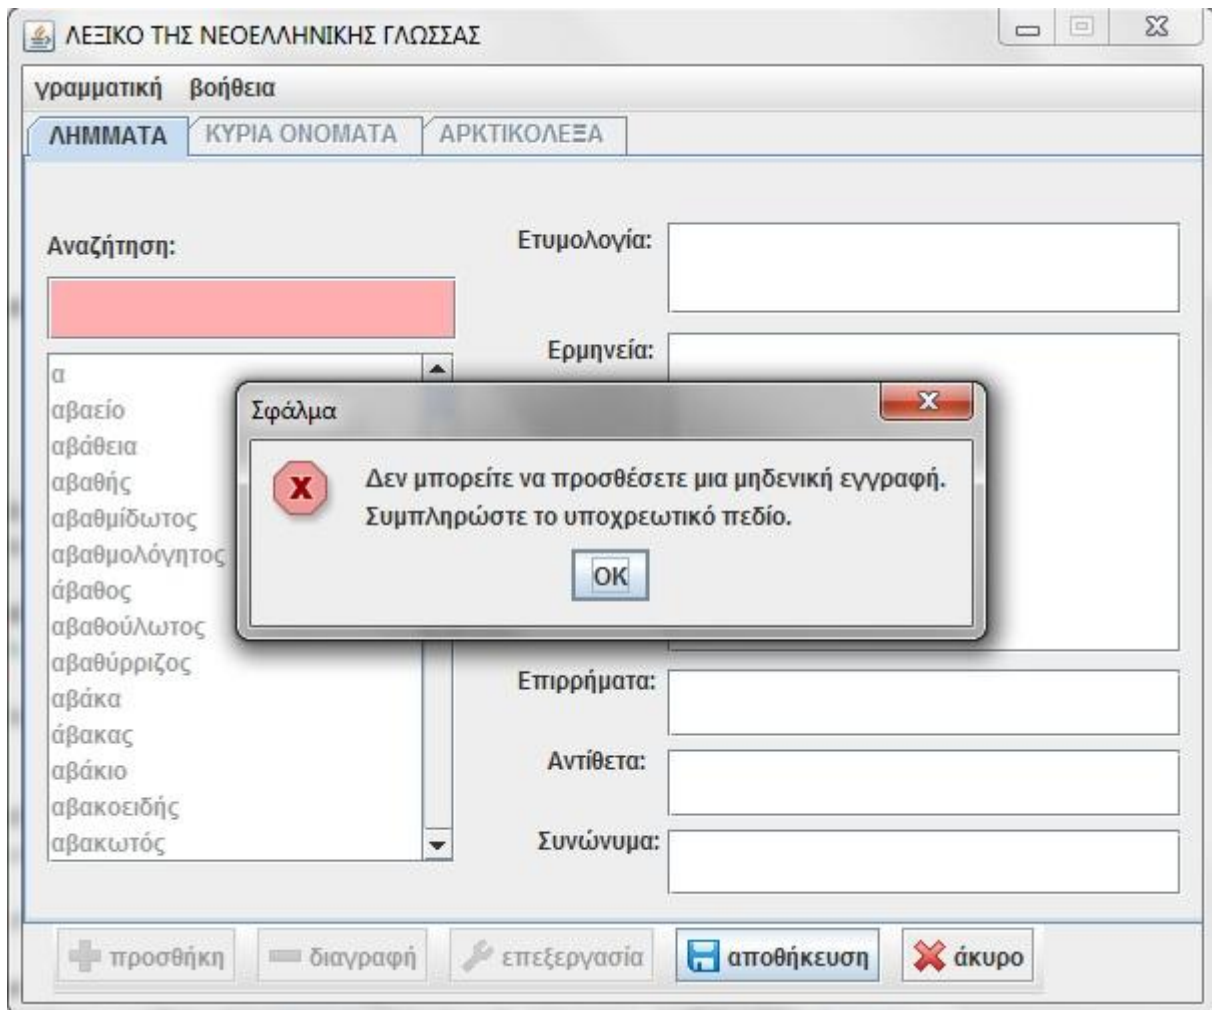 ΛΕΞΙΚΟ ΤΗΣ ΝΕΟΕΛΛΗΝΙΚΗΣ ΓΛΩΣΣΑΣ
γραμματική βοήθεια
ΛΗΜΜΑΤΑ ΚΥΡΙΑ ΟΝΟΜΑΤΑ ΑΡΚΤΙΚΟΛΕΞΑ
Αναζήτηση:
α
αβαείο
αβάθεια
αβαθής
αβαθμίδωτος
αβαθμολόγητος
άβαθος
αβαθούλωτος
αβαθύρριζος
αβάκα
άβακας
αβάκιο
αβακοειδής
αβακωτός
Ετυμολογία:
Ερμηνεία:
Επιρρήματα:
Αντίθετα:
Συνώνυμα:
Σφάλμα
Δεν μπορείτε να προσθέσετε μια μηδενική εγγραφή.
Συμπληρώστε το υποχρεωτικό πεδίο.
OK
προσθήκη διαγραφή επεξεργασία αποθήκευση άκυρο